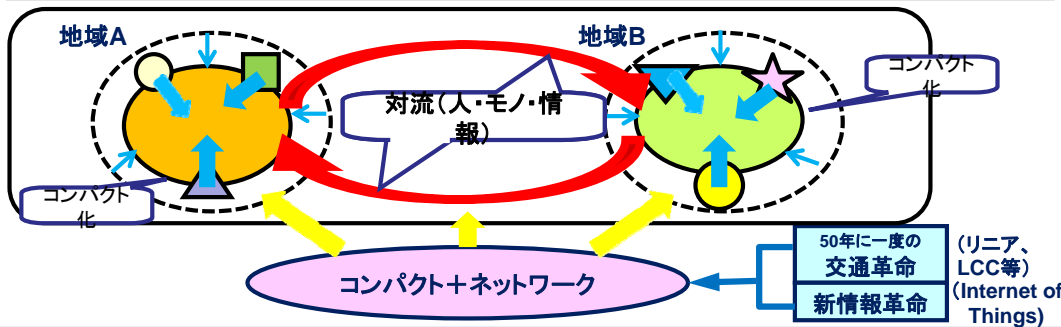 地域A
地域B
コンパクト
化
対流(人・モノ・情
報)
コンパクト
化
コンパクト+ネットワーク
50年に一度の
交通革命
新情報革命
(リニア、
LCC等)
(Internet of
Things)